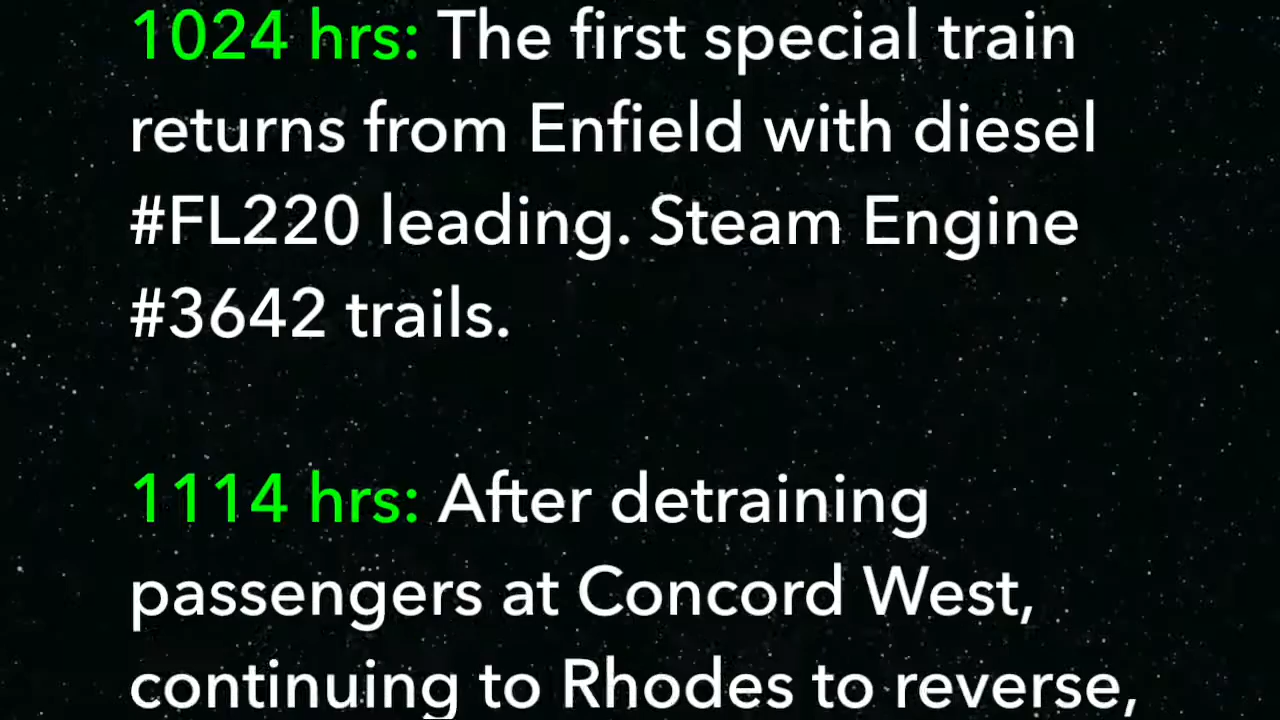 1024 hrs: The first special train
returns from Enfield with diesel
#FL220 leading. Steam Engine
#3642 trails.
1114 hrs: After detraining
passengers at Concord West,
continuing to Rhodes to reverse,